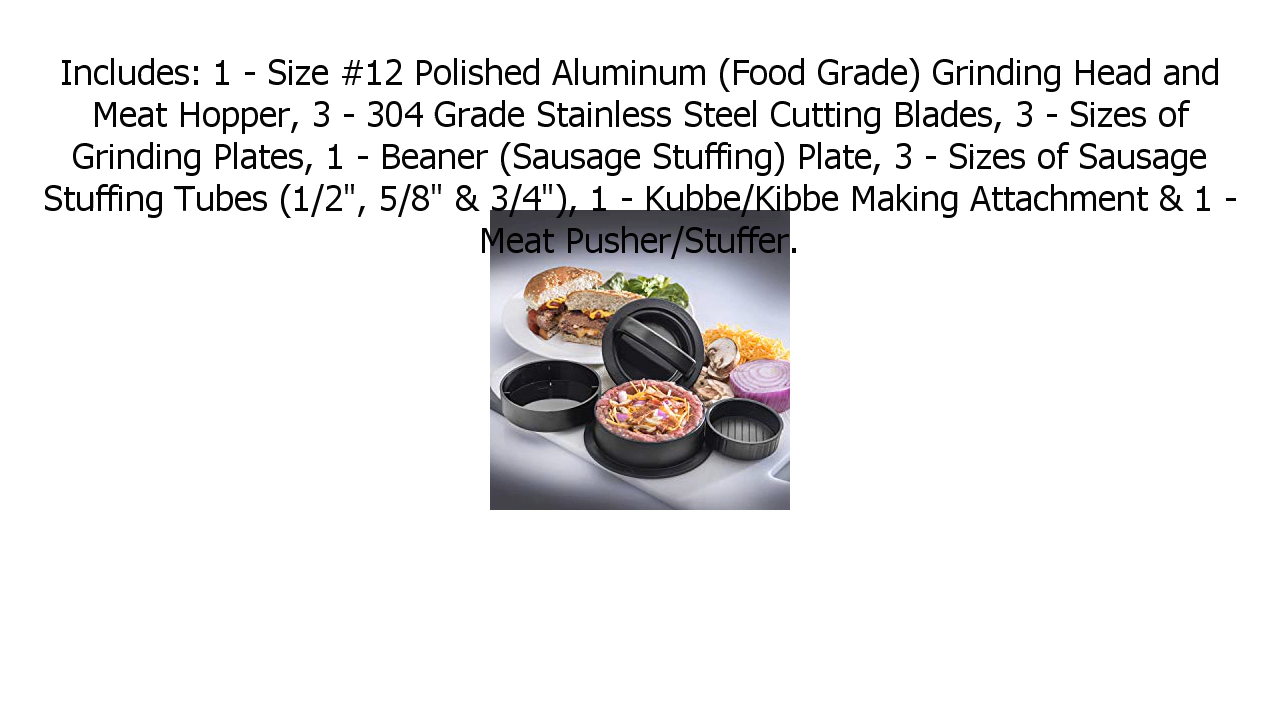 Includes: 1 - Size #12 Polished Aluminum (Food Grade) Grinding Head and
Meat Hopper, 3 - 304 Grade Stainless Steel Cutting Blades, 3 - Sizes of
Grinding Plates, 1 - Beaner (Sausage Stuffing) Plate, 3 - Sizes of Sausage
Stuffing Tubes (1/2", 5/8" & 3/4"), 1 - Kubbe/Kibbe Making Attachment & 1 -
Meat Pusher/Stuffer.